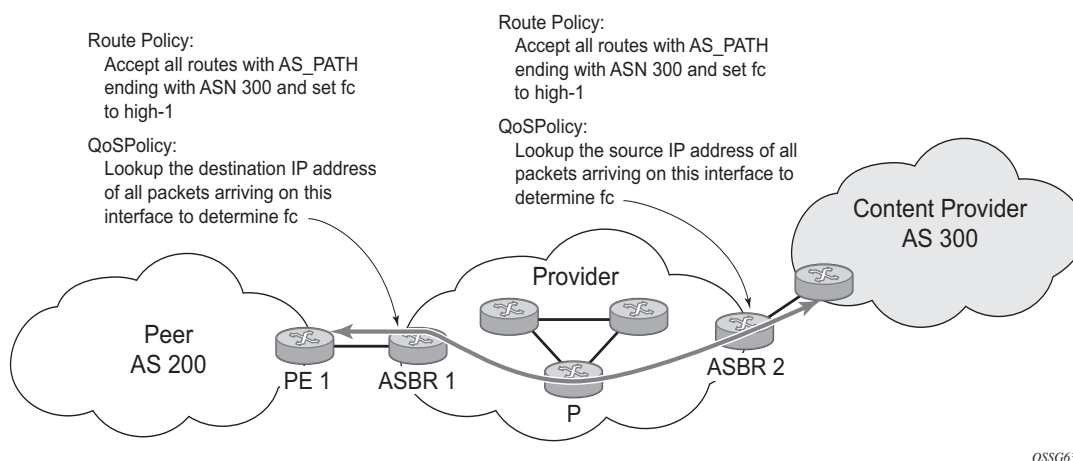 Route Policy:
Accept all routes with AS_PATH
ending with ASN 300 and set fc
to high-1
QoSPolicy:
Lookup the destination IP address
of all packets arriving on this
interface to determine fc
Route Policy:
Accept all routes with AS_PATH
ending with ASN 300 and set fc
to high-1
QoSPolicy:
Lookup the source IP address of all
packets arriving on this interface to
determine fc
Content Provider
AS 300
Provider
Peer
AS 200
PE 1
ASBR 1
P
ASBR 2